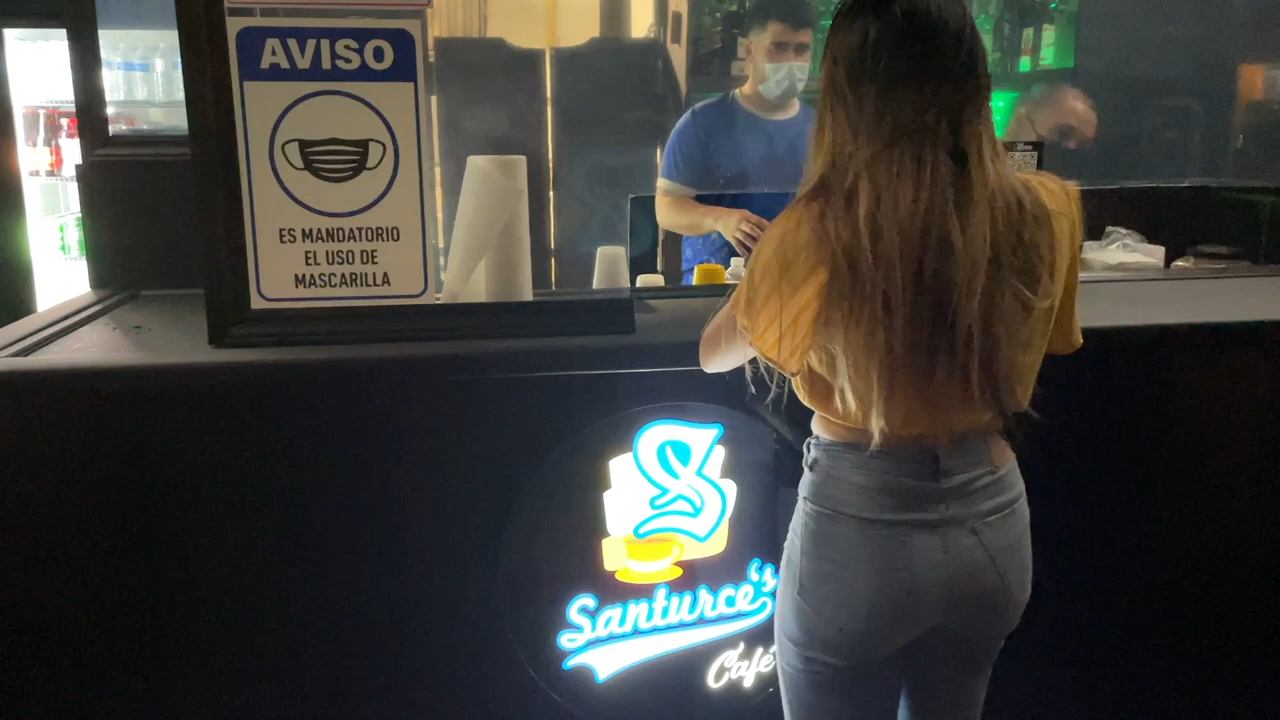 AVISO
ES MANDATORIO
EL USO DE
MASCARILLA
S
Santurce's
Café